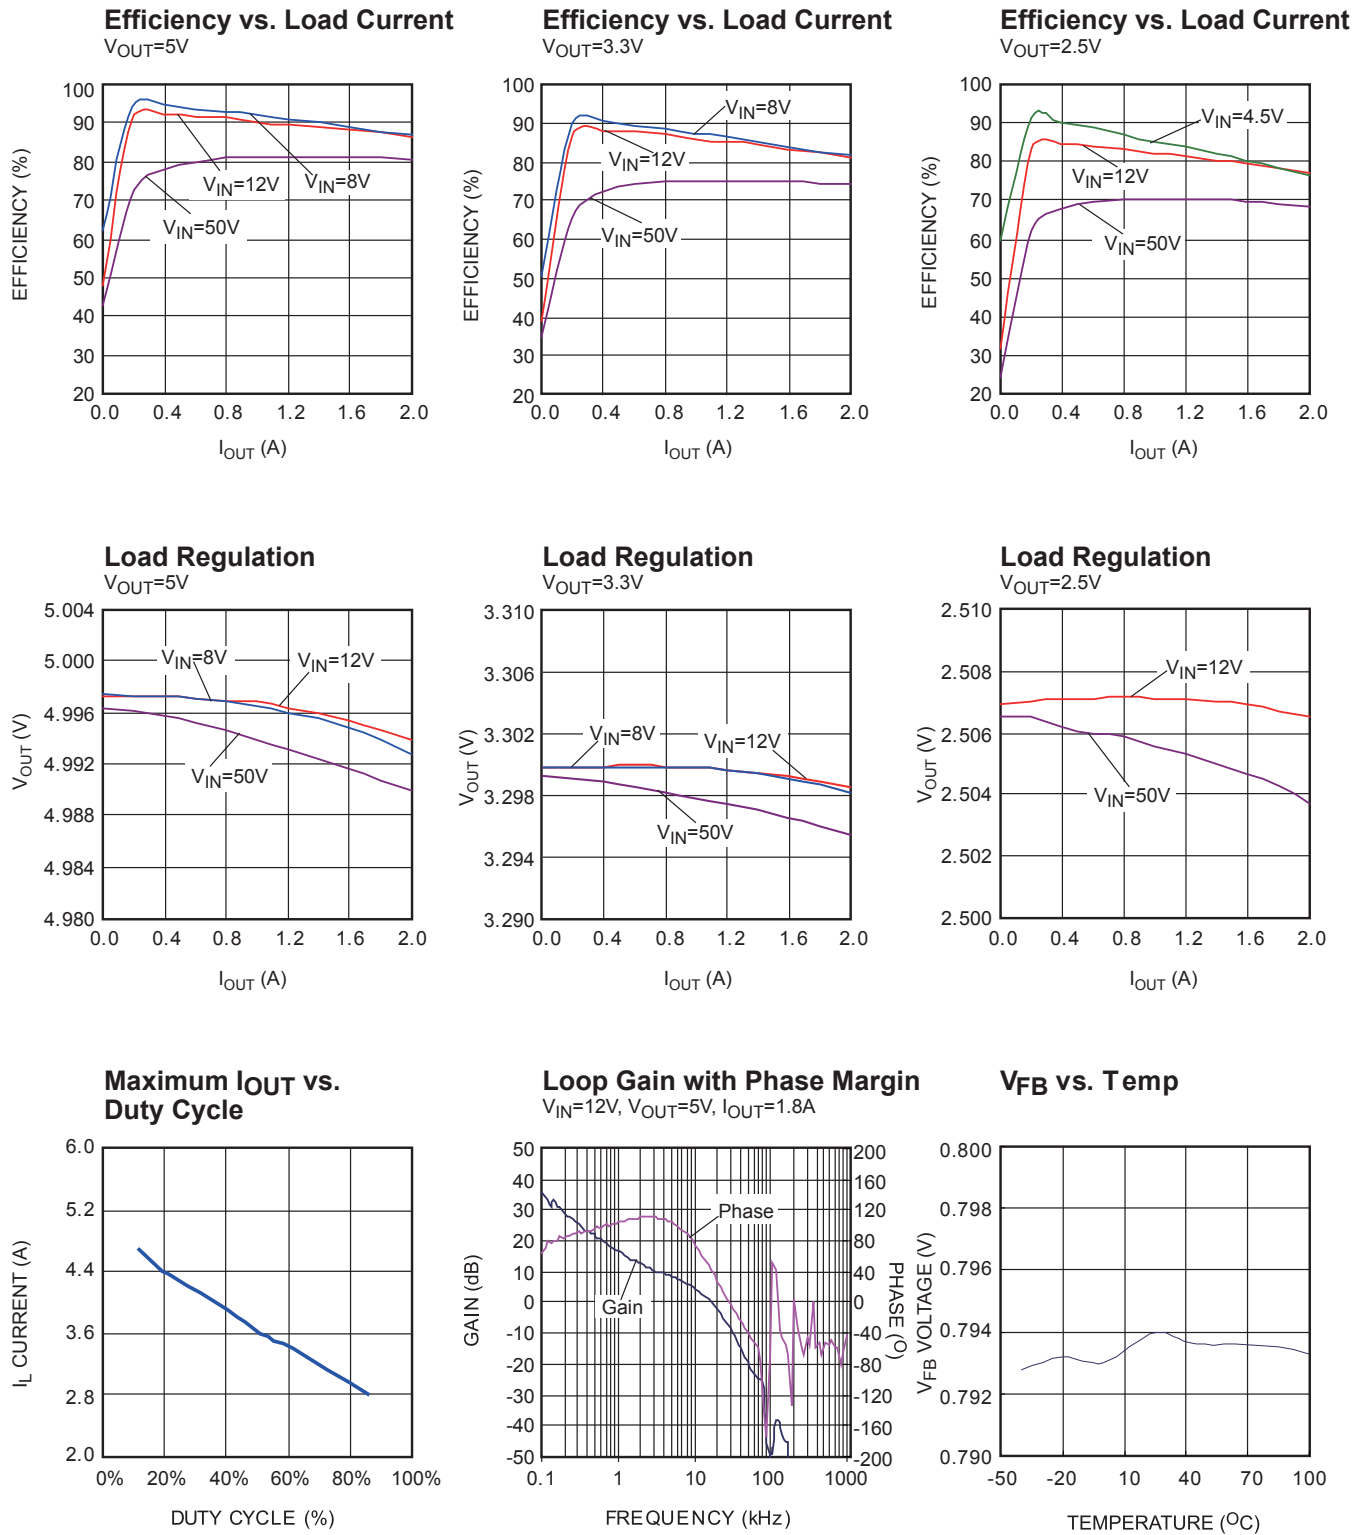 Efficiency vs. Load Current
VOUT=5V
100
90
80
70
60
50
40
30
20
EFFICIENCY (%)
VIN=12V
VIN=8V
VIN=50V
0.0 0.4 0.8 1.2 1.6 2.0
IOUT (A)
Efficiency vs. Load Current
VOUT=3.3V
100
90
80
70
60
50
40
30
20
EFFICIENCY (%)
VIN=8V
VIN=12V
VIN=50V
0.0 0.4 0.8 1.2 1.6 2.0
IOUT (A)
Efficiency vs. Load Current
VOUT=2.5V
100
90
80
70
60
50
40
30
20
EFFICIENCY (%)
VIN=4.5V
VIN=12V
VIN=50V
0.0 0.4 0.8 1.2 1.6 2.0
IOUT (A)
Load Regulation
VOUT=5V
5.004
5.000
4.996
4.992
4.988
4.984
4.980
VOUT (V)
VIN=8V
VIN=12V
VIN=50V
0.0 0.4 0.8 1.2 1.6 2.0
IOUT (A)
Load Regulation
VOUT=3.3V
3.310
3.306
3.302
3.298
3.294
3.290
VOUT (V)
VIN=8V
VIN=12V
VIN=50V
0.0 0.4 0.8 1.2 1.6 2.0
IOUT (A)
Load Regulation
VOUT=2.5V
2.510
2.508
2.506
2.504
2.502
2.500
VOUT (V)
VIN=12V
VIN=50V
0.0 0.4 0.8 1.2 1.6 2.0
IOUT (A)
Maximum IOUT vs.
Duty Cycle
6.0
5.2
4.4
3.6
2.8
2.0
IL CURRENT (A)
0% 20% 40% 60% 80% 100%
DUTY CYCLE (%)
Loop Gain with Phase Margin
VIN=12V, VOUT=5V, IOUT=1.8A
50
40
30
20
10
0
-10
-20
-30
-40
-50
GAIN (dB)
Phase
Gain
200
160
120
80
40
0
-40
-80
-120
-160
-200
PHASE (O)
0.1 1 10 100 1000
FREQUENCY (kHz)
VFB vs. Temp
0.800
0.798
0.796
0.794
0.792
0.790
VFB VOLTAGE (V)
-50 -20 10 40 70 100
TEMPERATURE (OC)